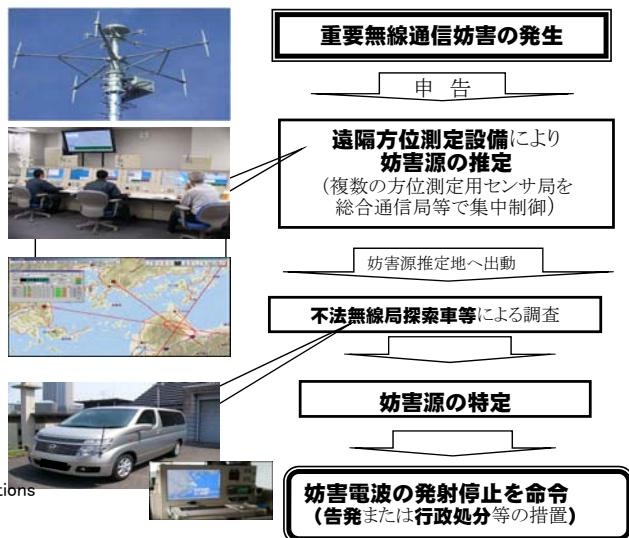 重要無線通信妨害の発生
申 告
遠隔方位測定設備により
妨害源の推定
(複数の方位測定用センサ局を
総合通信局等で集中制御)
妨害源推定地へ出動
不法無線局探索車等による調査
妨害源の特定
tions
妨害電波の発射停止を命令
(告発または行政処分等の措置)